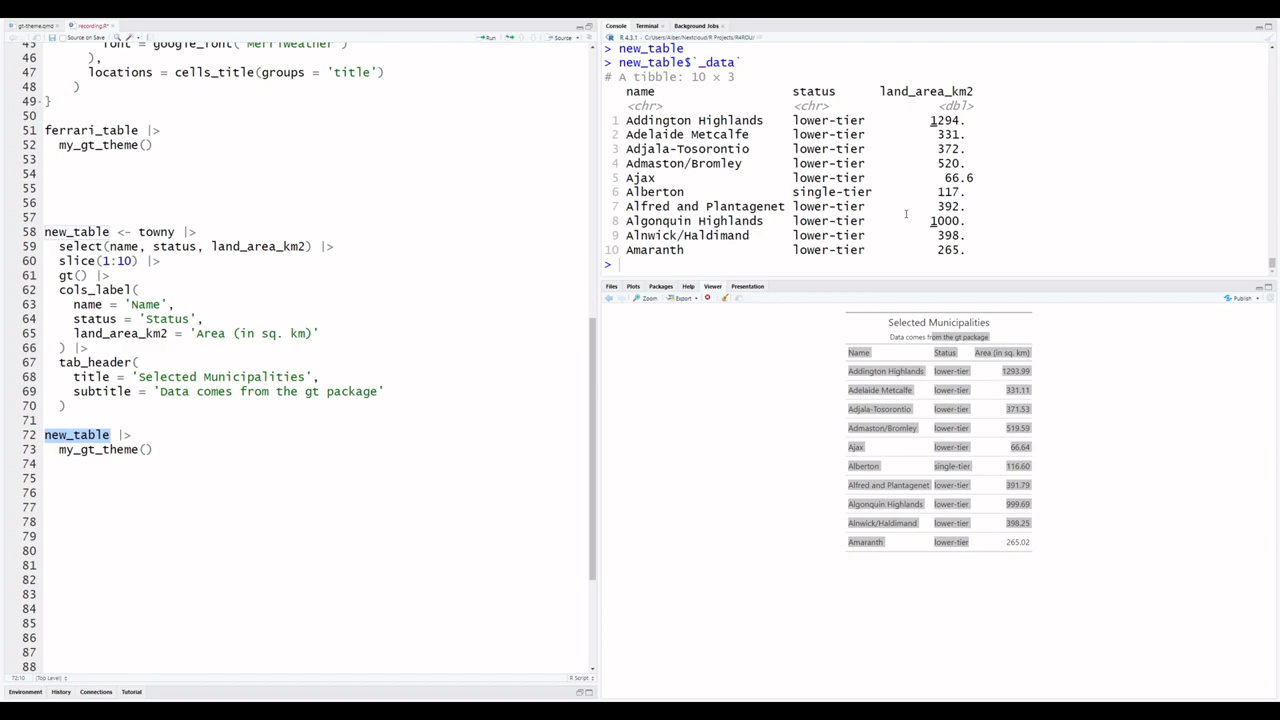 gt-theme.qmd
recording.R*
Source on Save
Run
Source
45
font = google_font('Merriweather')
46
),
47
locations = cells_title(groups = 'title')
48
)
49
}
50
51
ferrari_table |>
52
my_gt_theme()
53
54
55
56
57
58
new_table <- towny |>
59
select(name, status, land_area_km2) |>
60
slice(1:10) |>
61
gt() |>
62
cols_label(
63
name = 'Name',
64
status = 'Status',
65
land_area_km2 = 'Area (in sq. km)'
66
) |>
67
tab_header(
68
title = 'Selected Municipalities',
69
subtitle = 'Data comes from the gt package'
70
)
71
72
new_table |>
73
my_gt_theme()
74
75
76
77
78
79
80
81
82
83
84
85
86
87
88
72:10
(Top Level)
R Script
Environment
History
Connections
Tutorial
Console
Terminal
Background Jobs
R 4.3.1 · C:/Users/Alber/Nextcloud/R Projects/R4ROU/
> new_table
> new_table$`_data`
# A tibble: 10 × 3
name status land_area_km2
<chr> <chr> <dbl>
1 Addington Highlands lower-tier 1294.
2 Adelaide Metcalfe lower-tier 331.
3 Adjala-Tosorontio lower-tier 372.
4 Admaston/Bromley lower-tier 520.
5 Ajax lower-tier 66.6
6 Alberton single-tier 117.
7 Alfred and Plantagenet lower-tier 392.
8 Algonquin Highlands lower-tier 1000.
9 Alnwick/Haldimand lower-tier 398.
10 Amaranth lower-tier 265.
>
Files
Plots
Packages
Help
Viewer
Presentation
Zoom
Export
Publish
Selected Municipalities
Data comes from the gt package
Name Status Area (in sq. km)
Addington Highlands lower-tier 1293.99
Adelaide Metcalfe lower-tier 331.11
Adjala-Tosorontio lower-tier 371.53
Admaston/Bromley lower-tier 519.59
Ajax lower-tier 66.64
Alberton single-tier 116.60
Alfred and Plantagenet lower-tier 391.79
Algonquin Highlands lower-tier 999.69
Alnwick/Haldimand lower-tier 398.25
Amaranth lower-tier 265.02